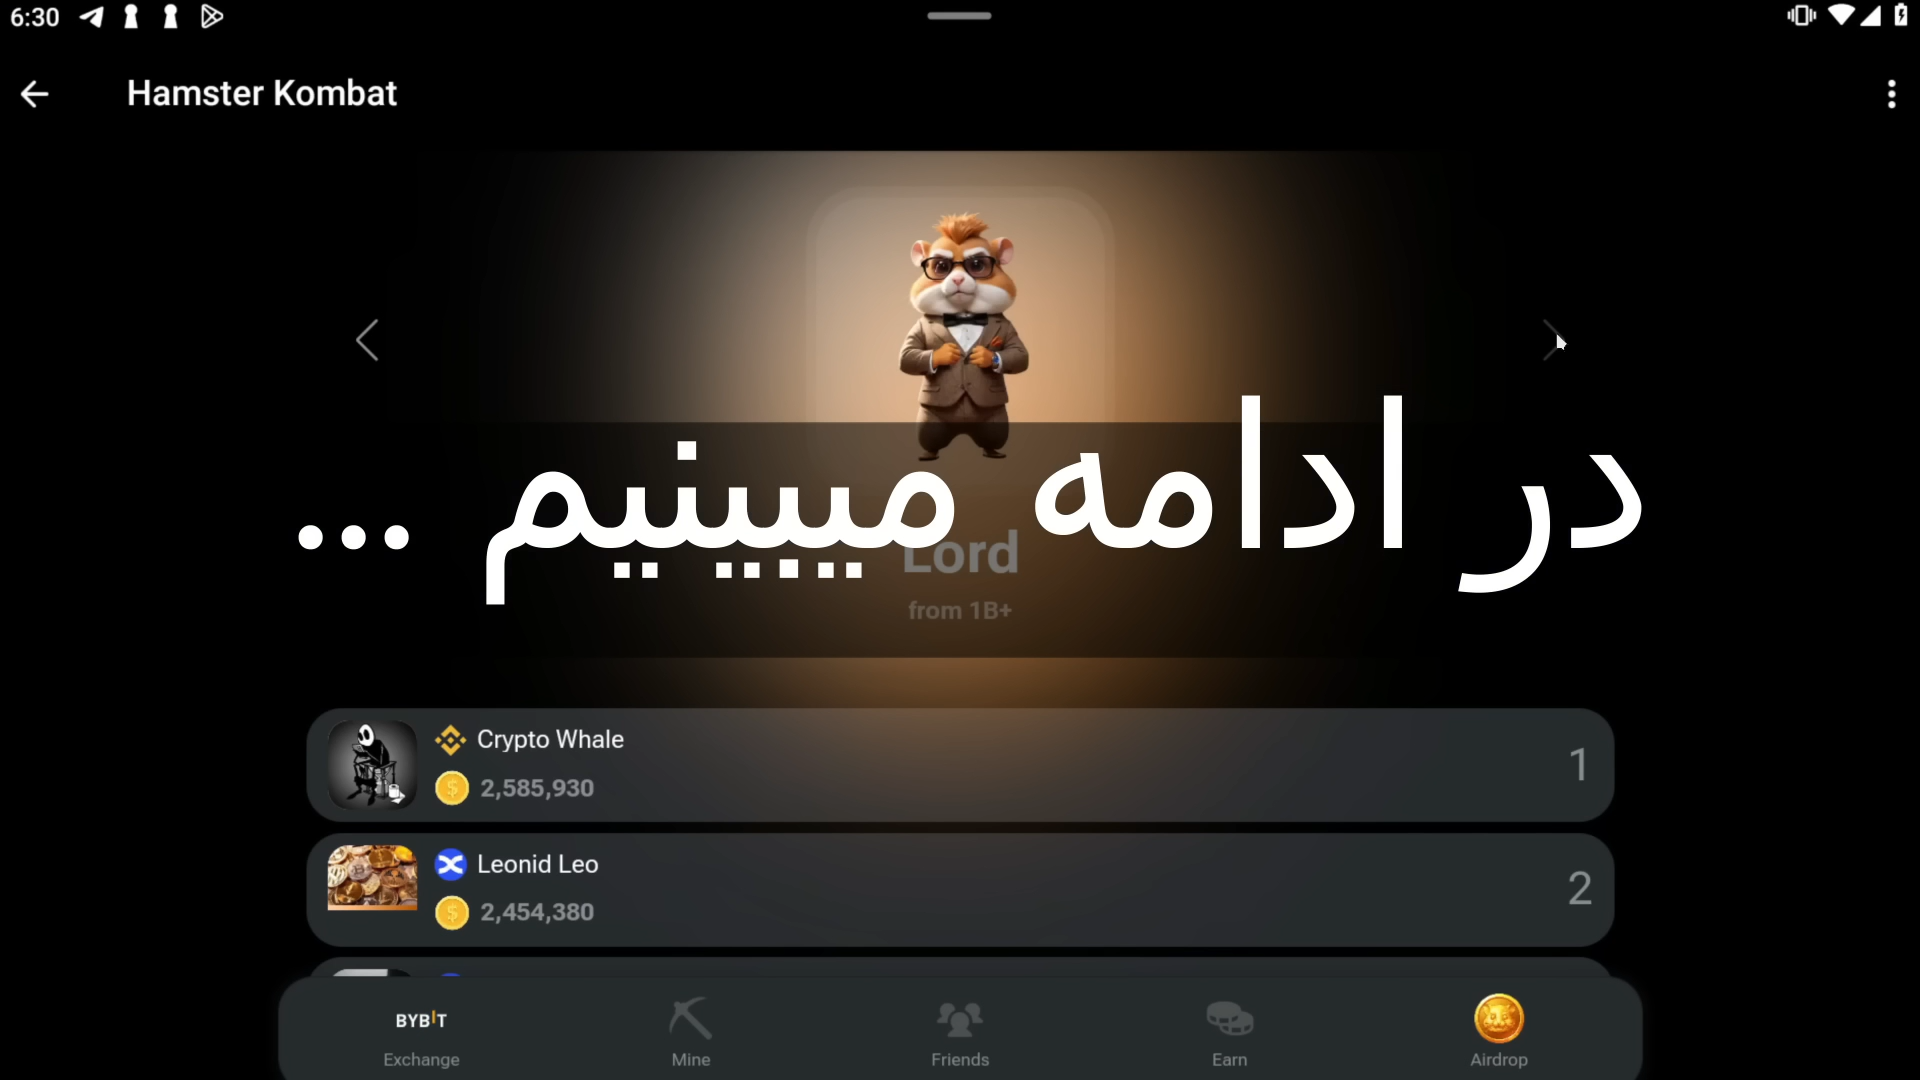 6:30
Hamster Kombat
در ادامه میبینیم ...
Lord
from 1B+
Crypto Whale
2,585,930
1
Leonid Leo
2,454,380
2
BYBIT
Exchange
Mine
Friends
Earn
Airdrop